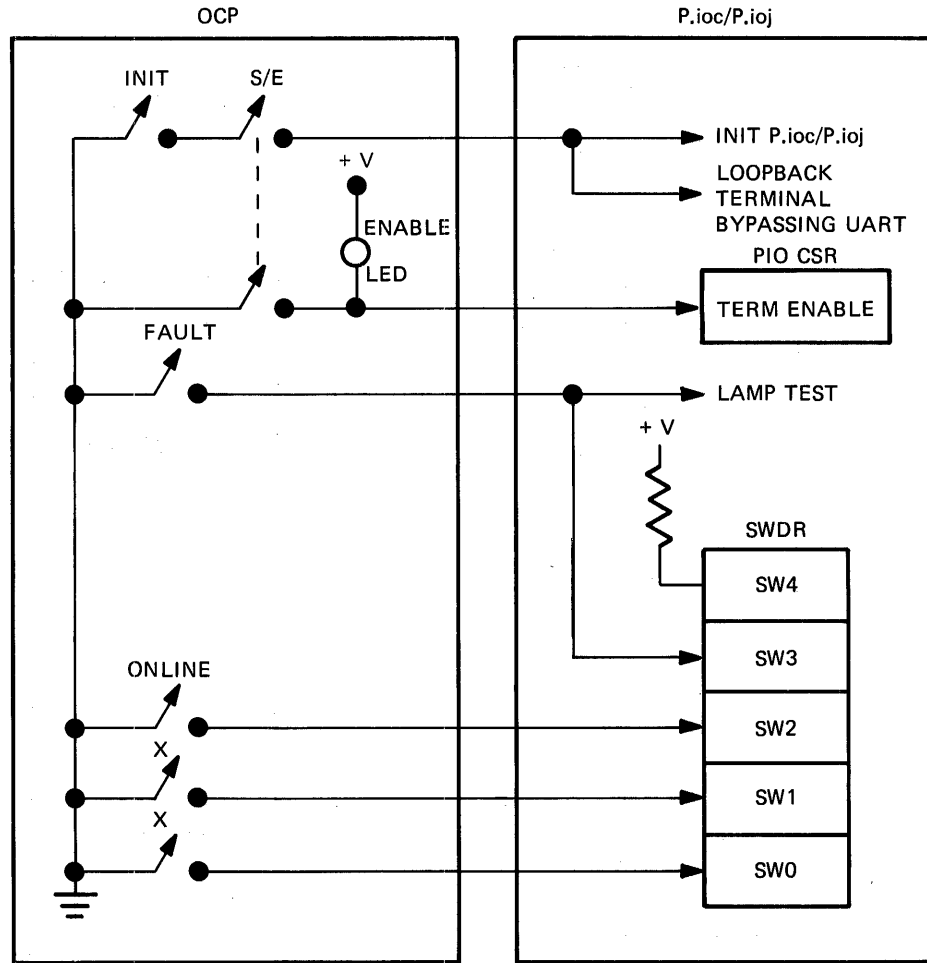 OCP
P.ioc/P.ioj
INIT
S/E
INIT P.ioc/P.ioj
+ V
LOOPBACK
TERMINAL
BYPASSING UART
ENABLE
LED
PIO CSR
TERM ENABLE
FAULT
LAMP TEST
+ V
SWDR
SW4
SW3
ONLINE
SW2
X
SW1
X
SW0